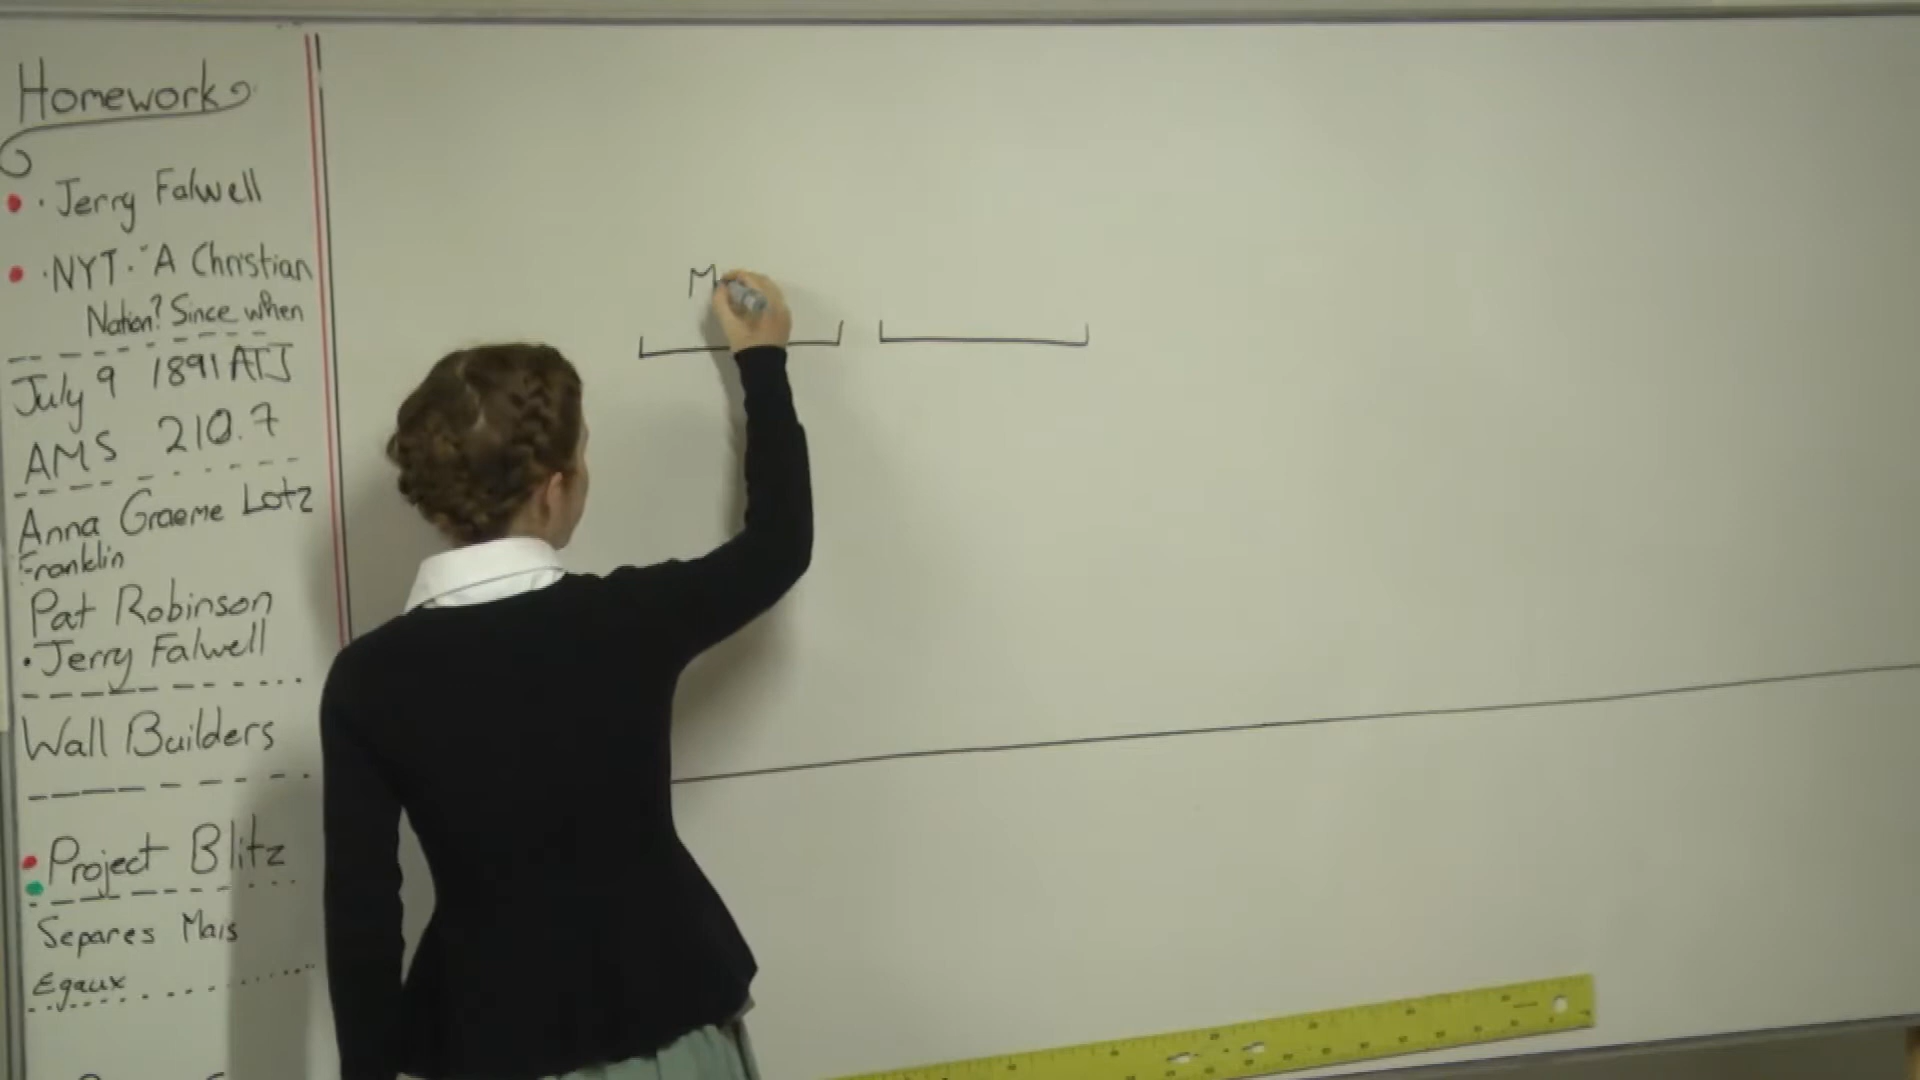 Homework
• Jerry Falwell
• NYT. "A Christian
Nation? Since when
July 9 1891 ATJ
AMS 210.7
Anna Graeme Lotz
Franklin
Pat Robinson
• Jerry Falwell
Wall Builders
Project Blitz
Separes Mais
Egaux
M